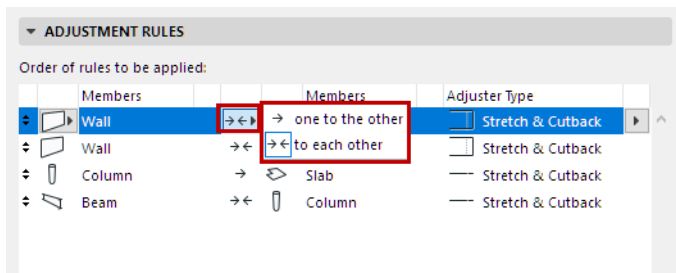 ADJUSTMENT RULES
Order of rules to be applied:
Members Members Adjuster Type
Wall one to the other Stretch & Cutback
Wall to each other Stretch & Cutback
Column Slab Stretch & Cutback
Beam Column Stretch & Cutback